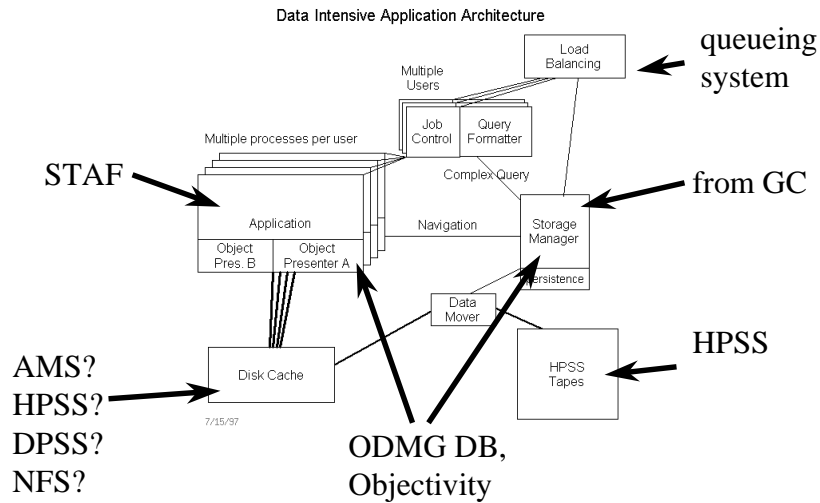 Data Intensive Application Architecture
Load
Balancing
queueing
system
Multiple
Users
Job
Control
Query
Formatter
Multiple processes per user
STAF
Complex Query
from GC
Application
Navigation
Storage
Manager
Object
Pres. B
Object
Presenter A
persistence
Data
Mover
Disk Cache
HPSS
Tapes
HPSS
AMS?
HPSS?
DPSS?
NFS?
7/15/97
ODMG DB,
Objectivity